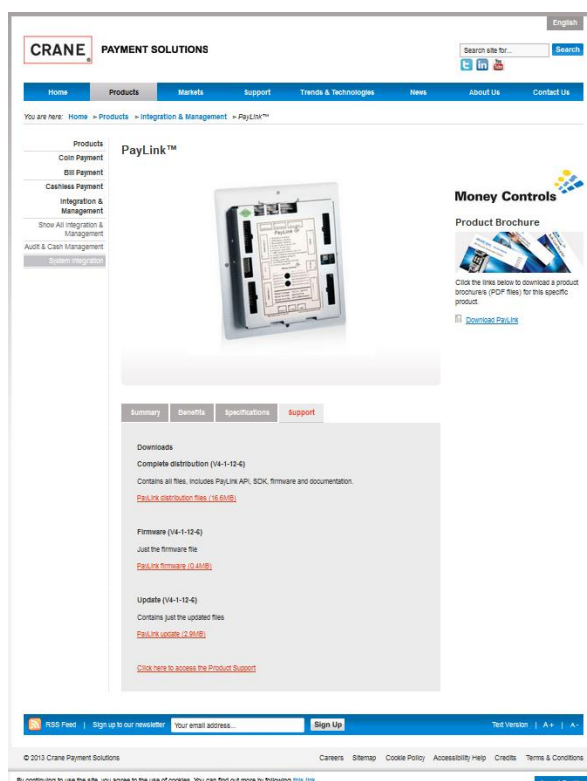 English
CRANE
PAYMENT SOLUTIONS
Search site for...
Search
Home Products Markets Support Trends & Technologies News About Us Contact Us
You are here: Home Products Integration & Management PayLink™
Products
Coin Payment
Bill Payment
Cashless Payment
Integration &
Management
Show All Integration &
Management
Audit & Cash Management
System Integration
PayLink™
PayLink
Money Controls
Product Brochure
Click the links below to download a product
brochure/s (PDF files) for this specific
product.
Download PayLink
Summary Benefits Specifications Support
Downloads
Complete distribution (V4-1-12-6)
Contains all files, includes PayLink API, SDK, firmware and documentation.
PayLink distribution files (16.6MB)
Firmware (V4-1-12-6)
Just the firmware file
PayLink firmware (0.4MB)
Update (V4-1-12-6)
Contains just the updated files
PayLink update (2.9MB)
Click here to access the Product Support
RSS Feed | Sign up to our newsletter Your email address... Sign Up Text Version | A+ | A-
© 2013 Crane Payment Solutions Careers Sitemap Cookie Policy Accessibility Help Credits Terms & Conditions
By continuing to use the site, you agree to the use of cookies. You can find out more by following this link.